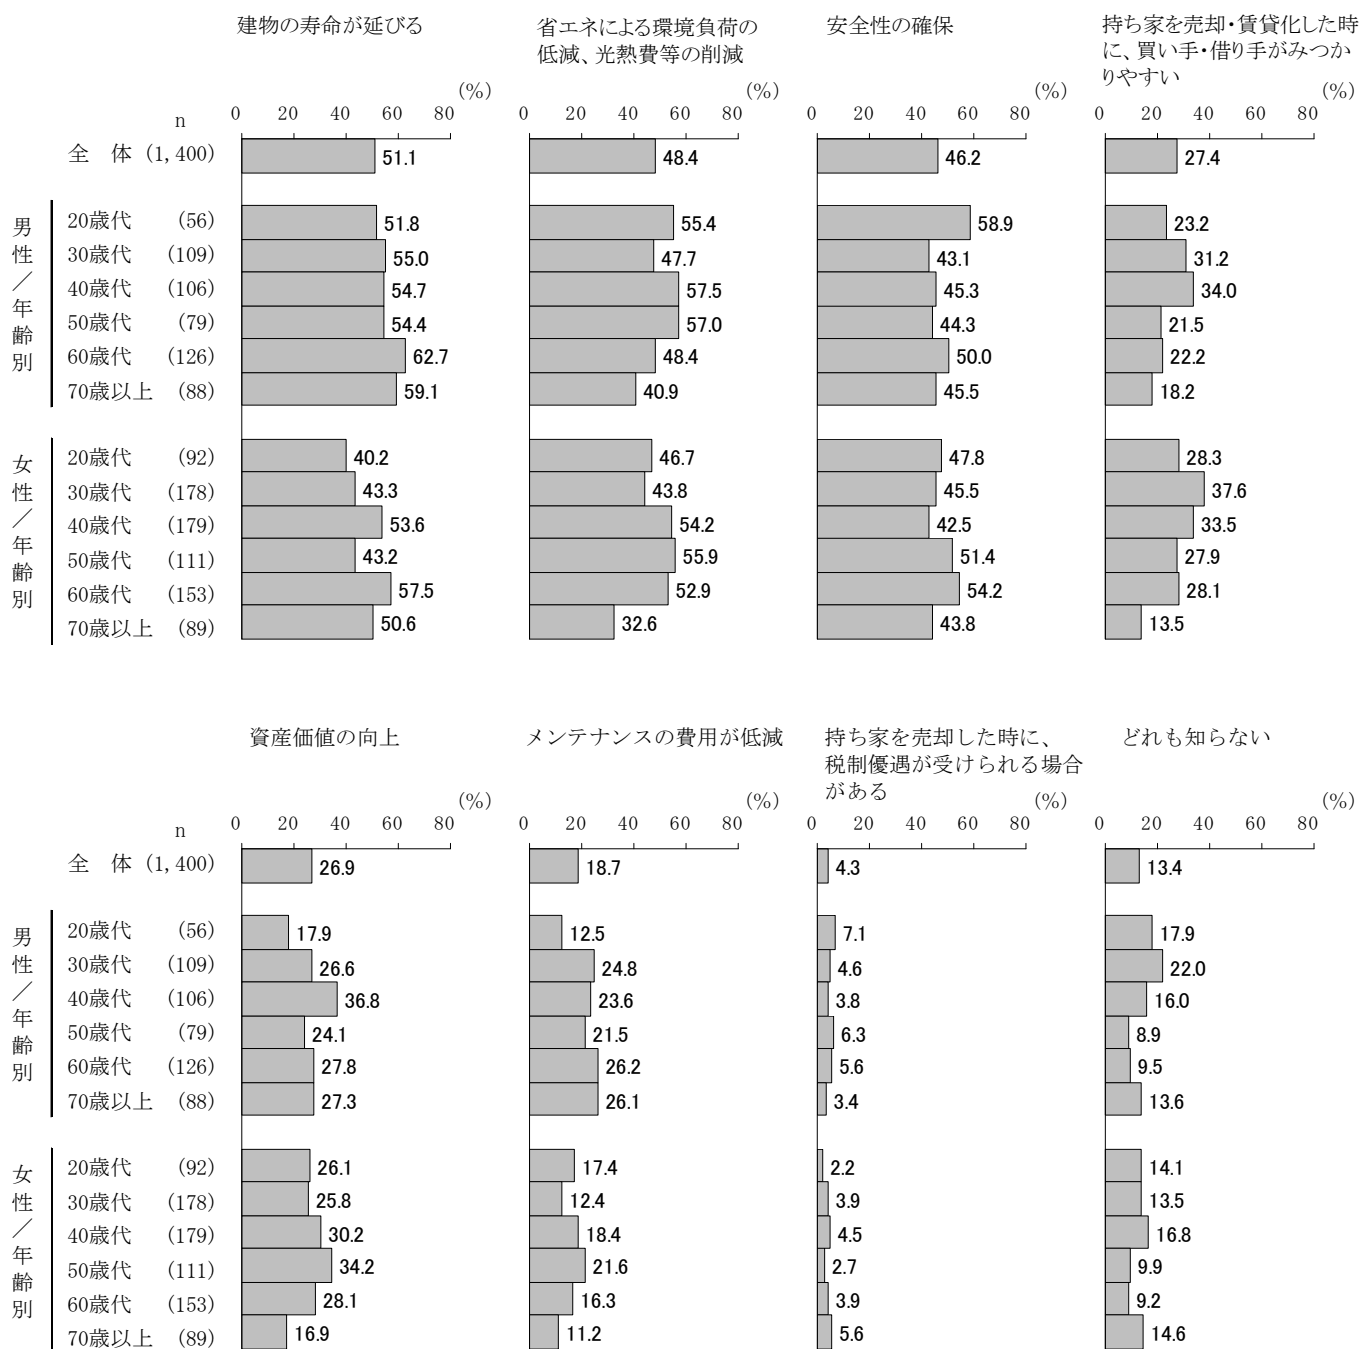 建物の寿命が延びる
省エネによる環境負荷の
低減、光熱費等の削減
安全性の確保
持ち家を売却・賃貸化した時
に、買い手・借り手がみつか
りやすい
(%) (%) (%) (%)
0 20 40 60 80 0 20 40 60 80 0 20 40 60 80 0 20 40 60 80
n
全 体 (1,400) 51.1 48.4 46.2 27.4
男性／年齢別
20歳代 (56) 51.8 55.4 58.9 23.2
30歳代 (109) 55.0 47.7 43.1 31.2
40歳代 (106) 54.7 57.5 45.3 34.0
50歳代 (79) 54.4 57.0 44.3 21.5
60歳代 (126) 62.7 48.4 50.0 22.2
70歳以上 (88) 59.1 40.9 45.5 18.2
女性／年齢別
20歳代 (92) 40.2 46.7 47.8 28.3
30歳代 (178) 43.3 43.8 45.5 37.6
40歳代 (179) 53.6 54.2 42.5 33.5
50歳代 (111) 43.2 55.9 51.4 27.9
60歳代 (153) 57.5 52.9 54.2 28.1
70歳以上 (89) 50.6 32.6 43.8 13.5
資産価値の向上
メンテナンスの費用が低減
持ち家を売却した時に、
税制優遇が受けられる場合
がある
どれも知らない
(%) (%) (%) (%)
0 20 40 60 80 0 20 40 60 80 0 20 40 60 80 0 20 40 60 80
n
全 体 (1,400) 26.9 18.7 4.3 13.4
男性／年齢別
20歳代 (56) 17.9 12.5 7.1 17.9
30歳代 (109) 26.6 24.8 4.6 22.0
40歳代 (106) 36.8 23.6 3.8 16.0
50歳代 (79) 24.1 21.5 6.3 8.9
60歳代 (126) 27.8 26.2 5.6 9.5
70歳以上 (88) 27.3 26.1 3.4 13.6
女性／年齢別
20歳代 (92) 26.1 17.4 2.2 14.1
30歳代 (178) 25.8 12.4 3.9 13.5
40歳代 (179) 30.2 18.4 4.5 16.8
50歳代 (111) 34.2 21.6 2.7 9.9
60歳代 (153) 28.1 16.3 3.9 9.2
70歳以上 (89) 16.9 11.2 5.6 14.6